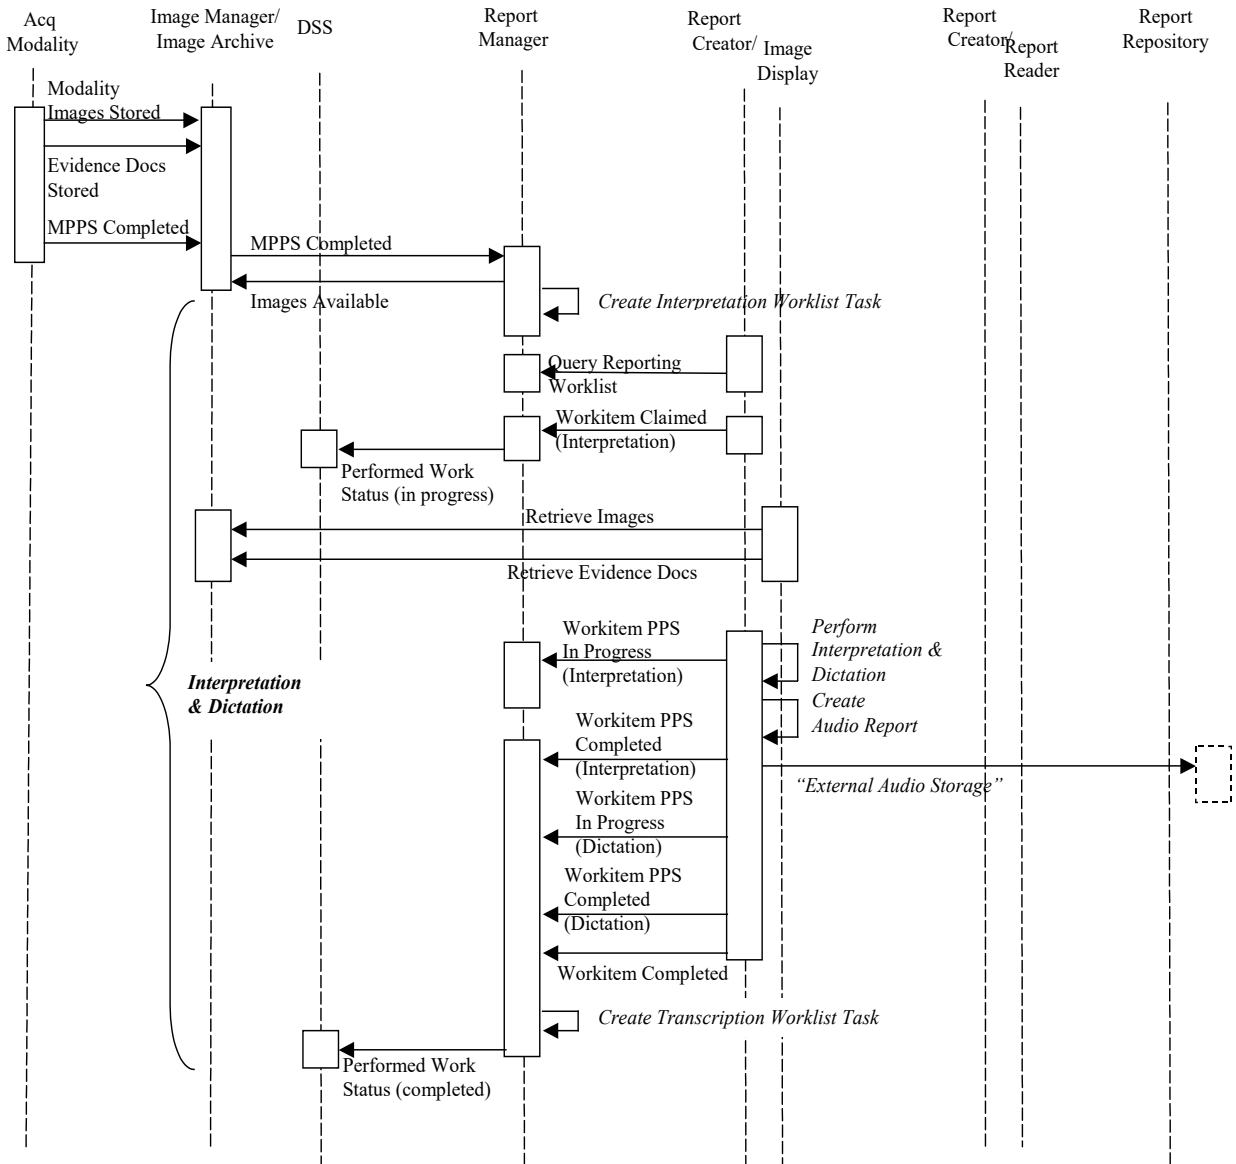 Acq
Modality
Image Manager/
Image Archive
DSS
Report
Manager
Report
Creator/
Image
Display
Report
Creator/
Report
Reader
Report
Repository
Modality
Images Stored
Evidence Docs
Stored
MPPS Completed
MPPS Completed
Images Available
Create Interpretation Worklist Task
Query Reporting
Worklist
Workitem Claimed
(Interpretation)
Performed Work
Status (in progress)
Retrieve Images
Retrieve Evidence Docs
Workitem PPS
In Progress
(Interpretation)
Perform
Interpretation &
Dictation
Create
Audio Report
Interpretation
& Dictation
Workitem PPS
Completed
(Interpretation)
“External Audio Storage”
Workitem PPS
In Progress
(Dictation)
Workitem PPS
Completed
(Dictation)
Workitem Completed
Create Transcription Worklist Task
Performed Work
Status (completed)